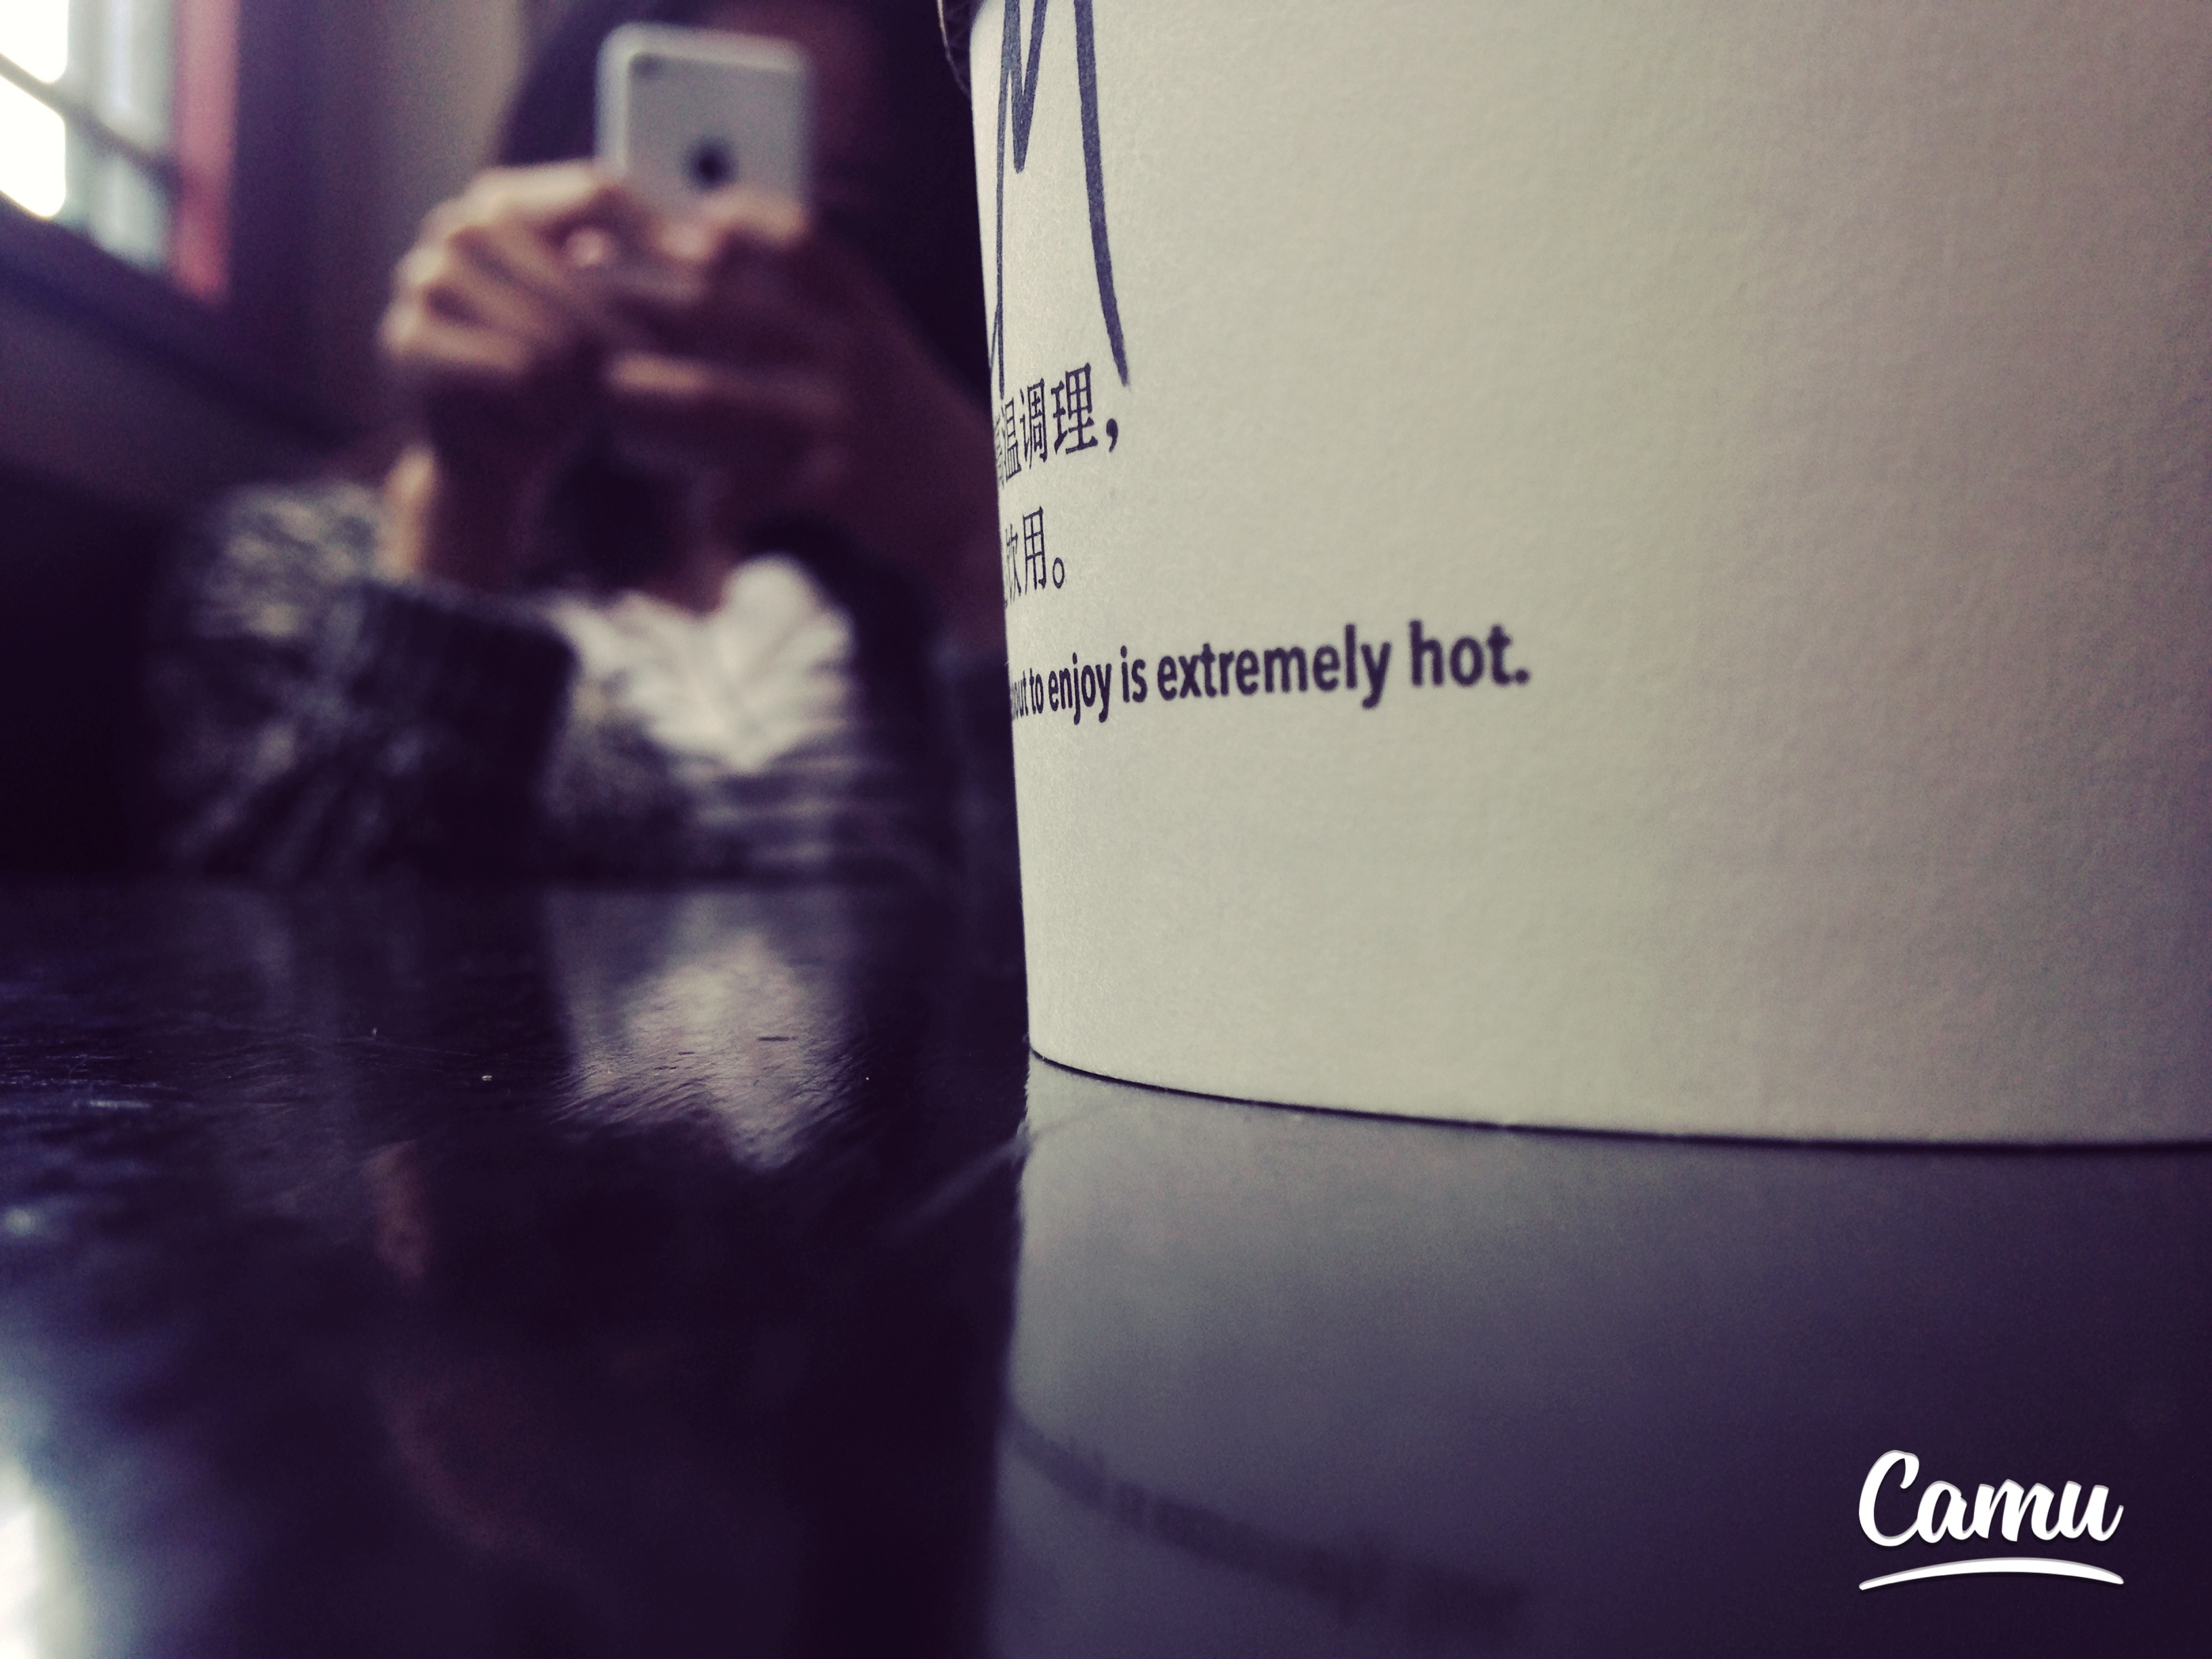 温调理，
饮用。
to enjoy is extremely hot.
Camu